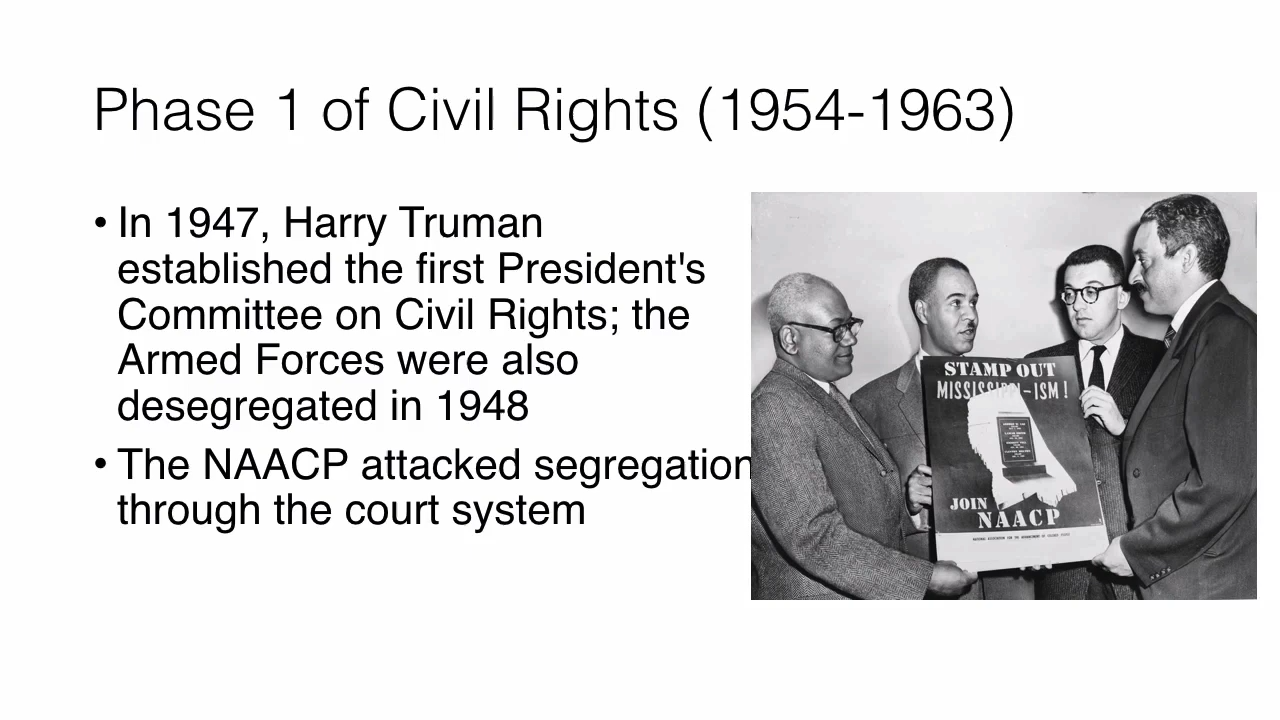 Phase 1 of Civil Rights (1954-1963)
• In 1947, Harry Truman
established the first President's
Committee on Civil Rights; the
Armed Forces were also
desegregated in 1948
• The NAACP attacked segregation
through the court system
STAMP OUT
MISSISSIPPI-ISM!
JOIN
NAACP